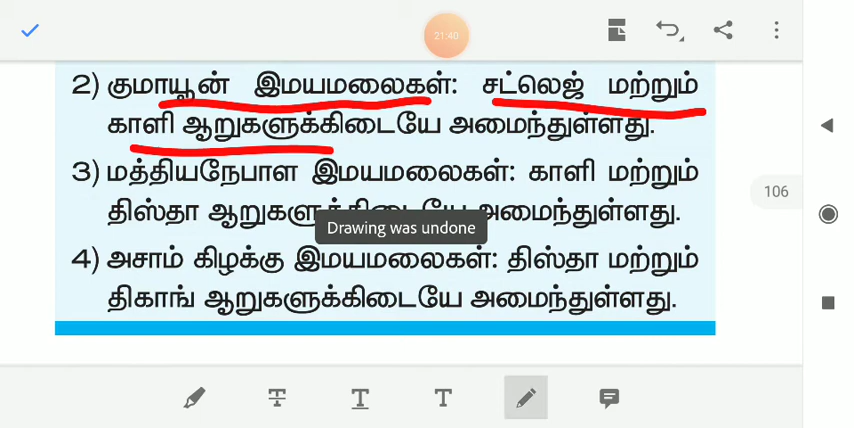 21:40
2) குமாயூன் இமயமலைகள்: சட்லெஜ் மற்றும்
காளி ஆறுகளுக்கிடையே அமைந்துள்ளது.
106
3) மத்தியநேபாள இமயமலைகள்: காளி மற்றும்
திஸ்தா ஆறுகளுக்கிடையே அமைந்துள்ளது.
Drawing was undone
4) அசாம் கிழக்கு இமயமலைகள்: திஸ்தா மற்றும்
திகாங் ஆறுகளுக்கிடையே அமைந்துள்ளது.
T T T